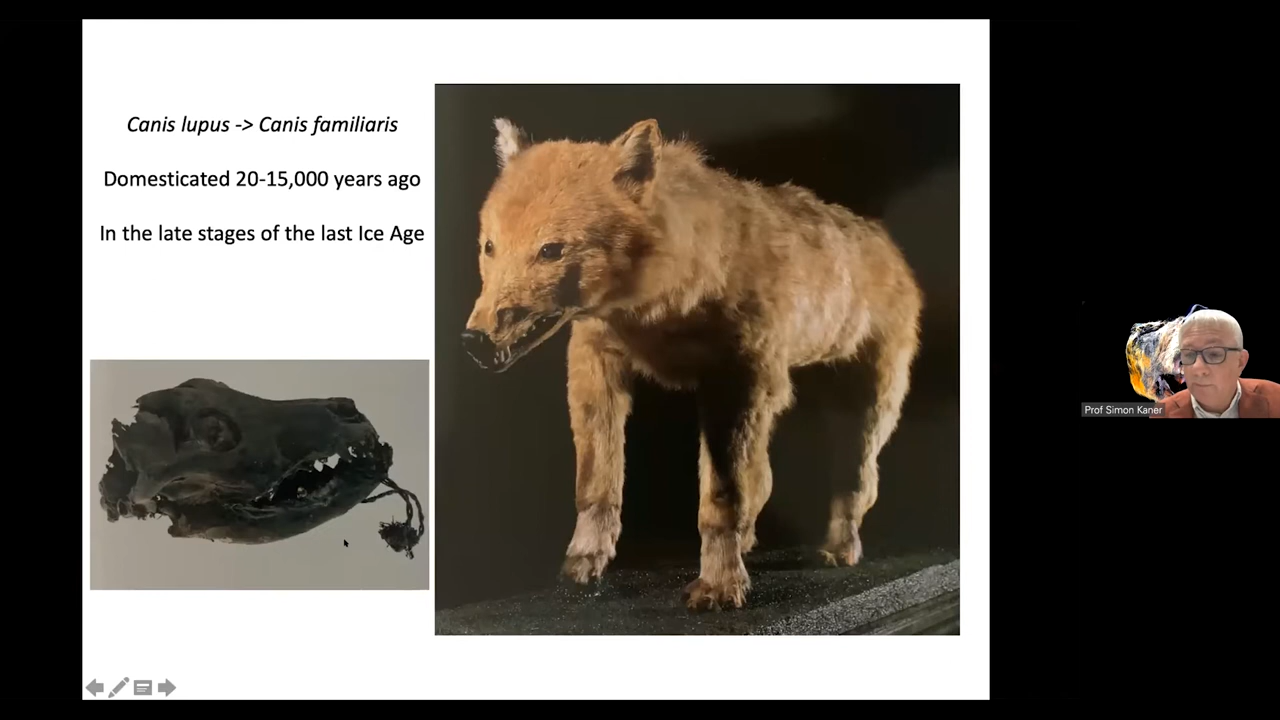 Canis lupus -> Canis familiaris
Domesticated 20-15,000 years ago
In the late stages of the last Ice Age
Prof Simon Kaner